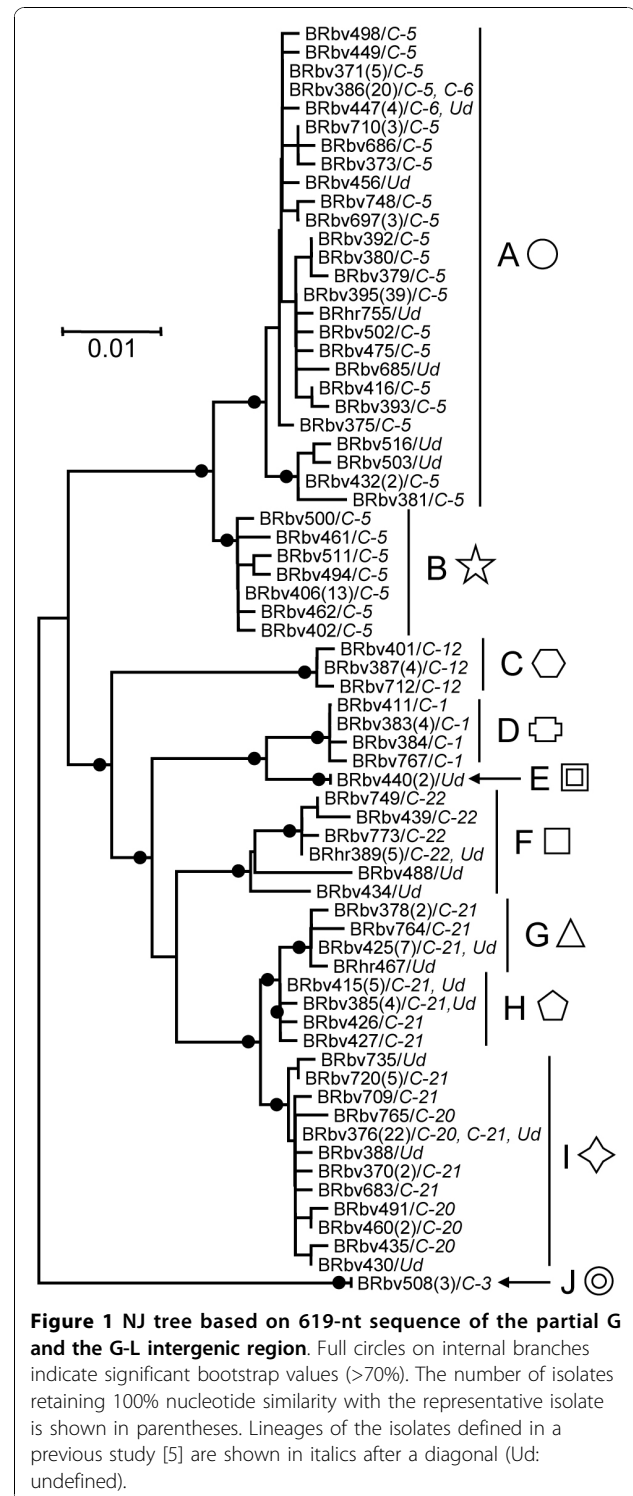 BRbv498/C-5
BRbv449/C-5
BRbv371(5)/C-5
BRbv386(20)/C-5, C-6
BRbv447(4)/C-6, Ud
BRbv710(3)/C-5
BRbv686/C-5
BRbv373/C-5
BRbv456/Ud
BRbv748/C-5
BRbv697(3)/C-5
BRbv392/C-5
BRbv380/C-5
BRbv379/C-5
BRbv395(39)/C-5
BRhr755/Ud
BRbv502/C-5
BRbv475/C-5
BRbv685/Ud
BRbv416/C-5
BRbv393/C-5
BRbv375/C-5
BRbv516/Ud
BRbv503/Ud
BRbv432(2)/C-5
BRbv381/C-5
A
0.01
BRbv500/C-5
BRbv461/C-5
BRbv511/C-5
BRbv494/C-5
BRbv406(13)/C-5
BRbv462/C-5
BRbv402/C-5
B
BRbv401/C-12
BRbv387(4)/C-12
BRbv712/C-12
C
BRbv411/C-1
BRbv383(4)/C-1
BRbv384/C-1
BRbv767/C-1
D
BRbv440(2)/Ud
E
BRbv749/C-22
BRbv439/C-22
BRbv773/C-22
BRhr389(5)/C-22, Ud
BRbv488/Ud
BRbv434/Ud
F
BRbv378(2)/C-21
BRbv764/C-21
BRbv425(7)/C-21, Ud
BRhr467/Ud
G
BRbv415(5)/C-21, Ud
BRbv385(4)/C-21,Ud
BRbv426/C-21
BRbv427/C-21
H
BRbv735/Ud
BRbv720(5)/C-21
BRbv709/C-21
BRbv765/C-20
BRbv376(22)/C-20, C-21, Ud
BRbv388/Ud
BRbv370(2)/C-21
BRbv683/C-21
BRbv491/C-20
BRbv460(2)/C-20
BRbv435/C-20
BRbv430/Ud
I
BRbv508(3)/C-3
J
Figure 1 NJ tree based on 619-nt sequence of the partial G
and the G-L intergenic region. Full circles on internal branches
indicate significant bootstrap values (>70%). The number of isolates
retaining 100% nucleotide similarity with the representative isolate
is shown in parentheses. Lineages of the isolates defined in a
previous study [5] are shown in italics after a diagonal (Ud:
undefined).